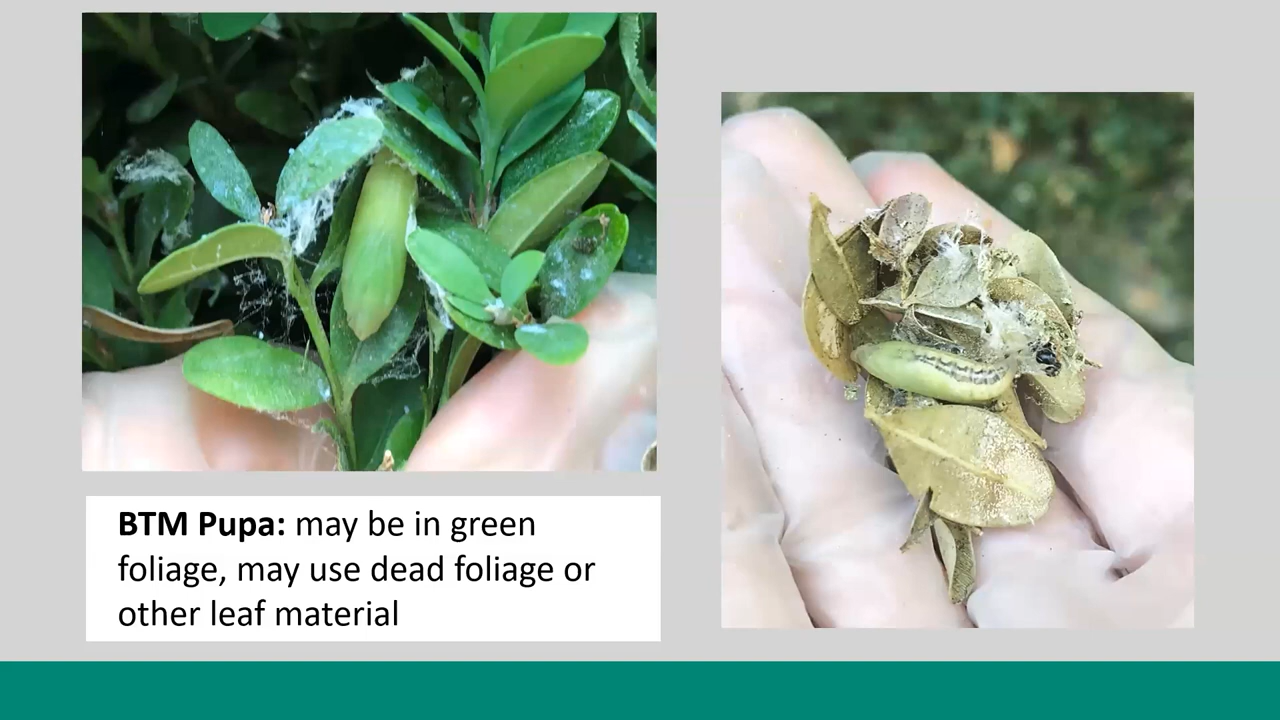 BTM Pupa: may be in green
foliage, may use dead foliage or
other leaf material